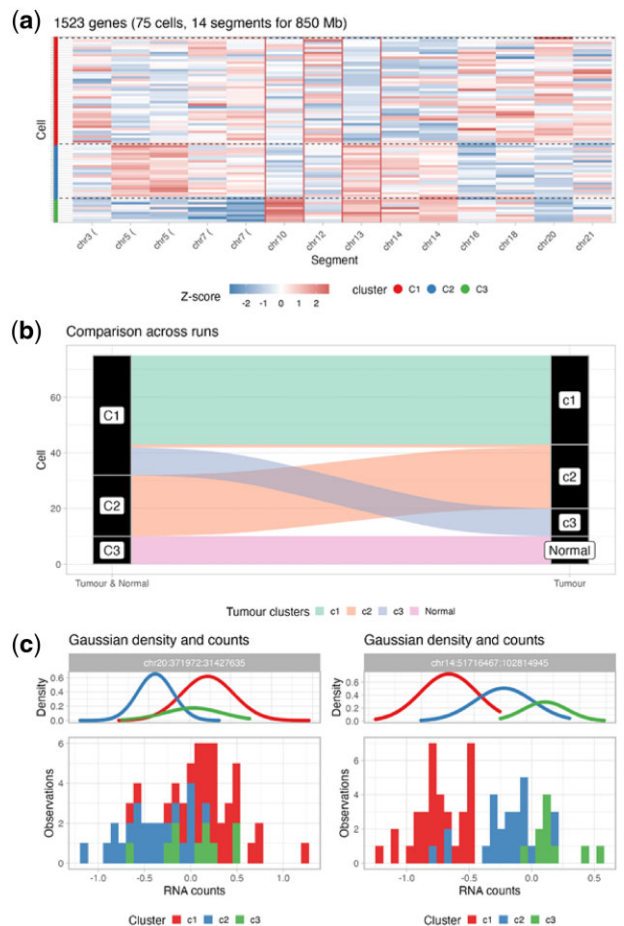 (a)
1523 genes (75 cells, 14 segments for 850 Mb)
Cell
chr3 ( chr5 ( chr5 ( chr7 ( chr7 ( chr10 chr12 chr13 chr14 chr14 chr16 chr18 chr20 chr21
Segment
Z-score -2 -1 0 1 2 cluster C1 C2 C3
(b)
Comparison across runs
Cell
60
40
20
0
C1
C2
C3
c1
c2
c3
Normal
Tumour & Normal Tumour
Tumour clusters c1 c2 c3 Normal
(c)
Gaussian density and counts
chr20:371972:31427635
Density
0.6
0.4
0.2
0.0
Observations
6
4
2
0
-1.0 -0.5 0.0 0.5 1.0
RNA counts
Cluster c1 c2 c3
Gaussian density and counts
chr14:51716467:102814945
Density
0.6
0.4
0.2
0.0
Observations
6
4
2
0
-1.0 -0.5 0.0 0.5
RNA counts
Cluster c1 c2 c3